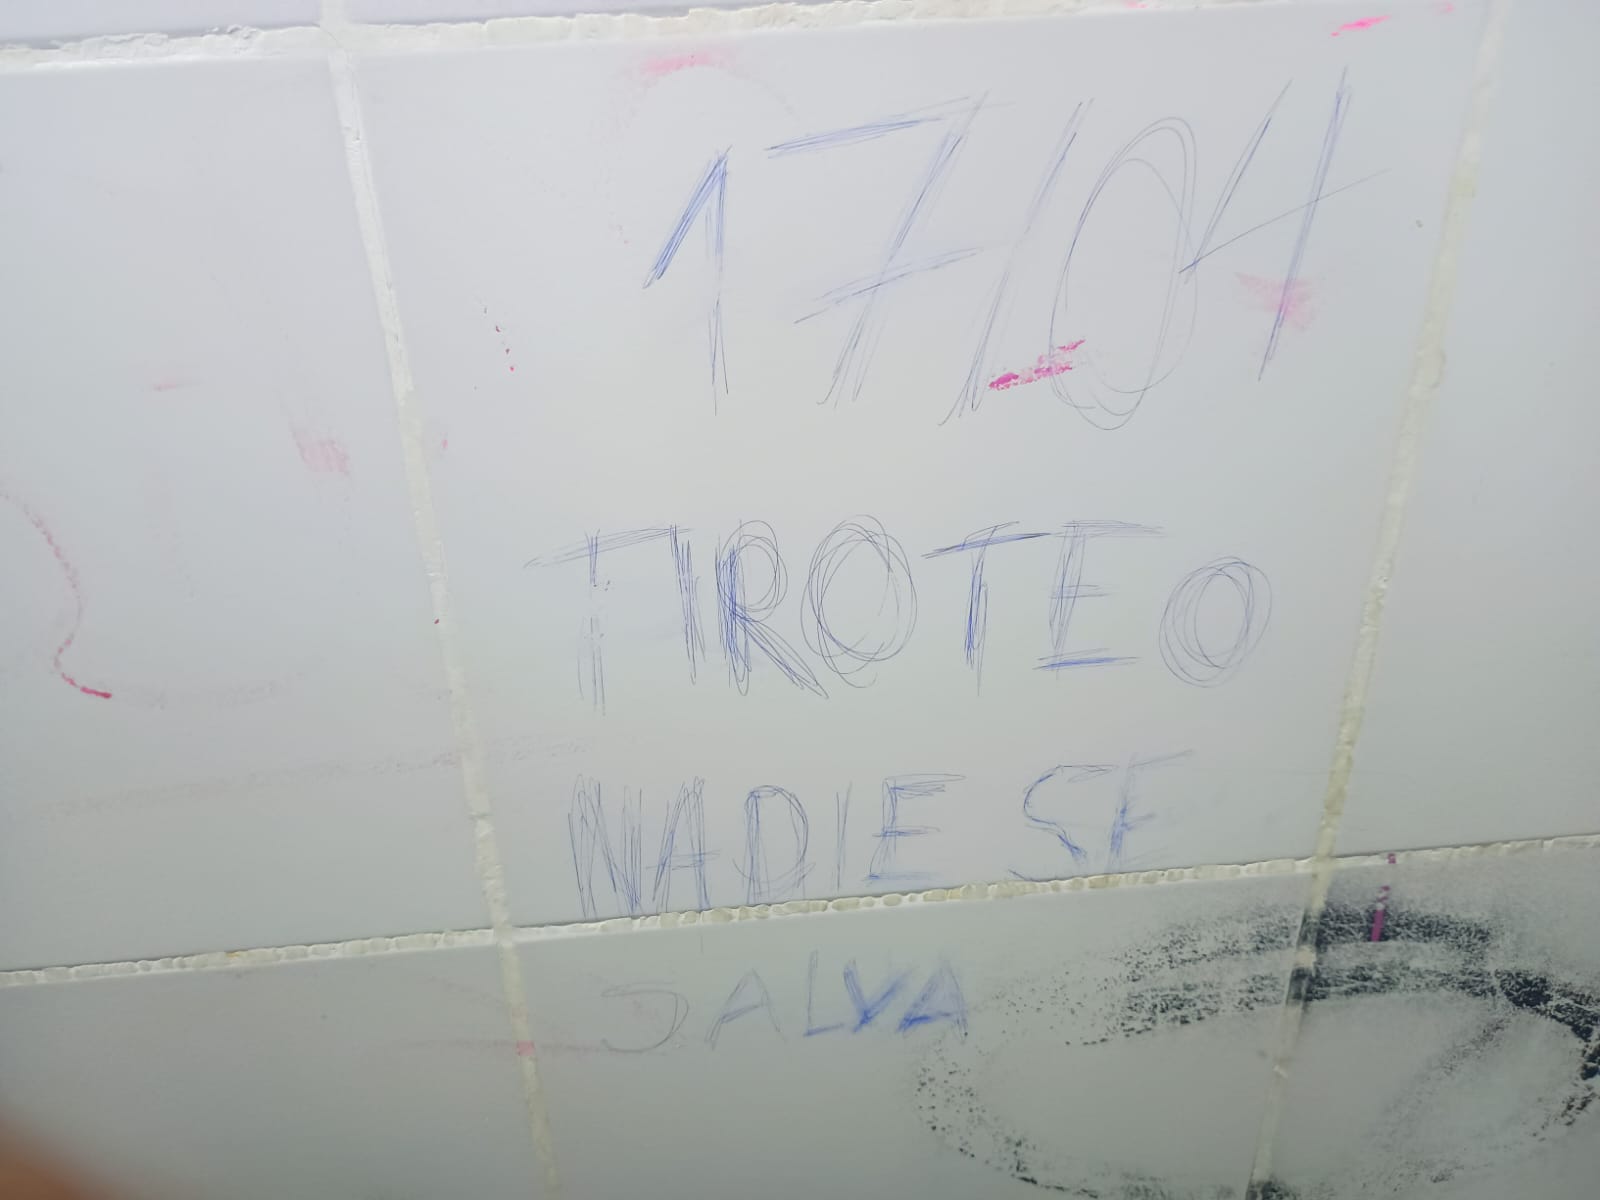 17/04
TIROTEO
NADIE SE
SALVA